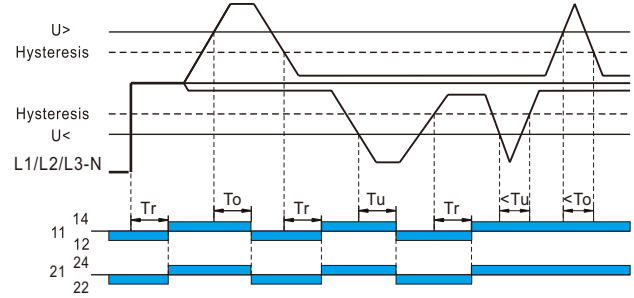 U>
Hysteresis
Hysteresis
U<
L1/L2/L3-N
Tr To Tr Tu Tr <Tu <To
14
11
12
24
21
22